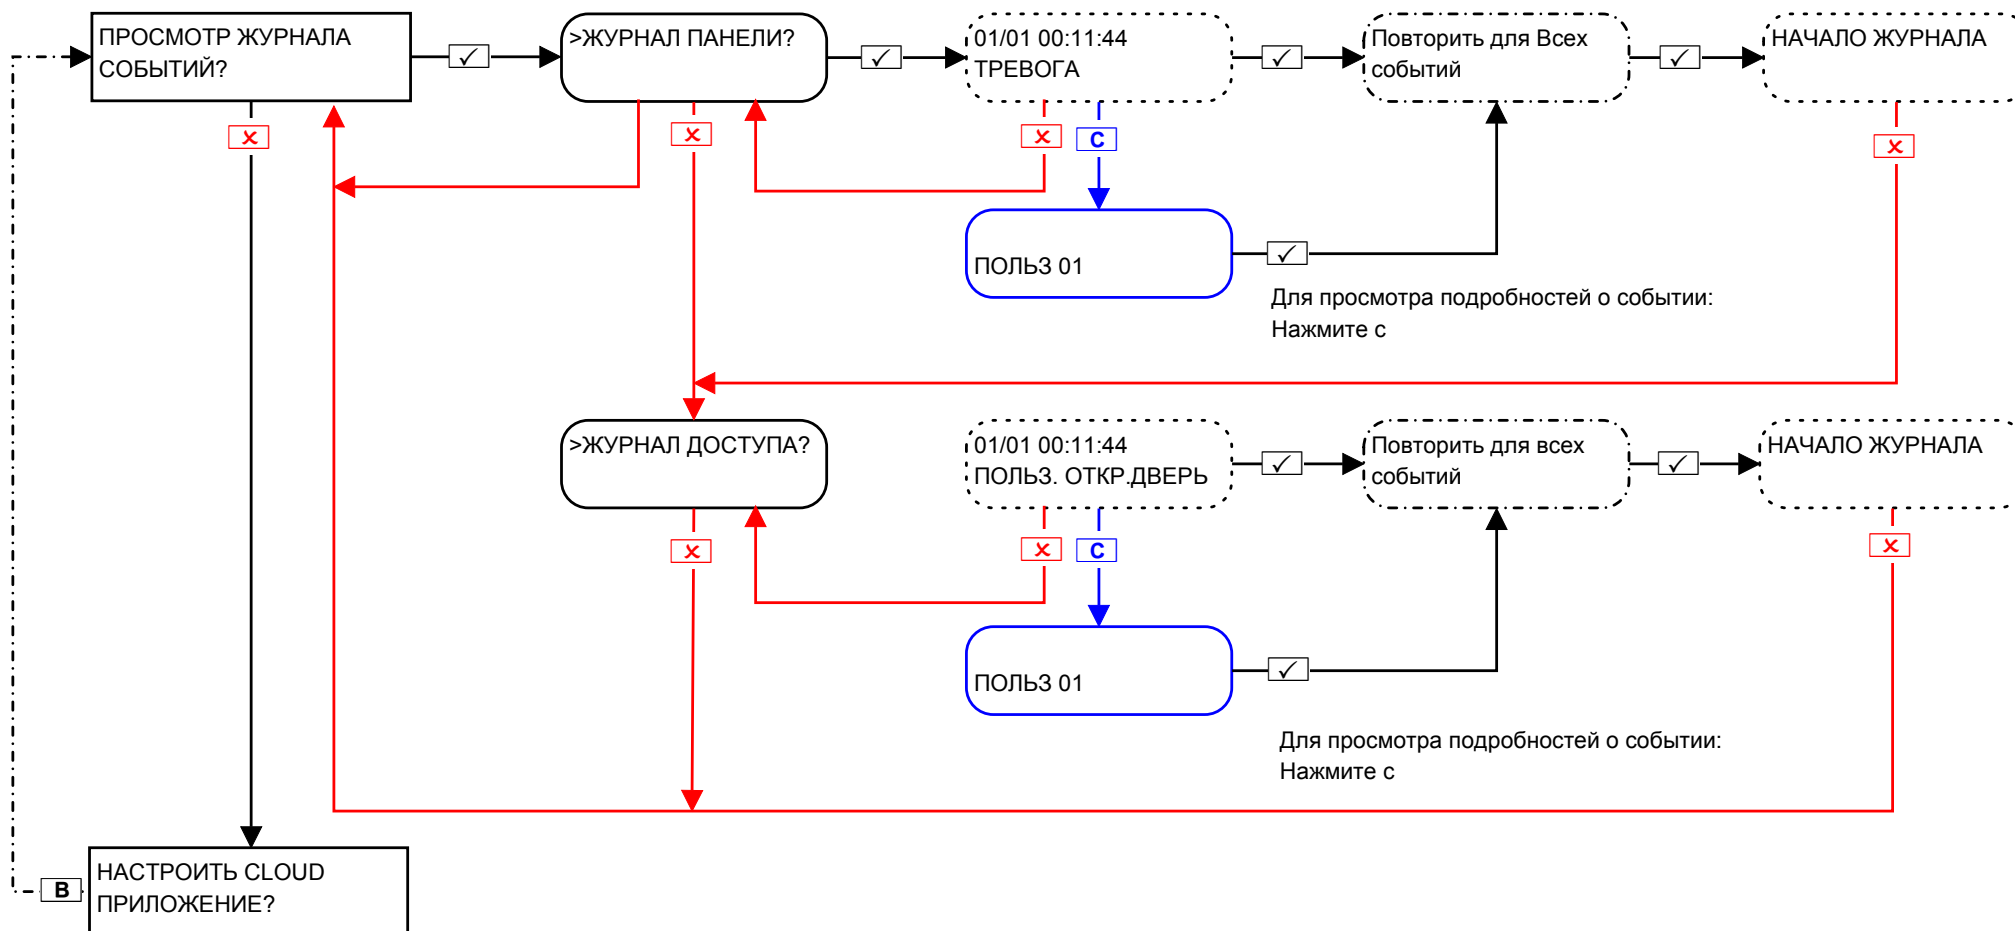 ПРОСМОТР ЖУРНАЛА
СОБЫТИЙ?
>ЖУРНАЛ ПАНЕЛИ?
01/01 00:11:44
ТРЕВОГА
Повторить для Всех
событий
НАЧАЛО ЖУРНАЛА
C
ПОЛЬЗ 01
Для просмотра подробностей о событии:
Нажмите с
>ЖУРНАЛ ДОСТУПА?
01/01 00:11:44
ПОЛЬЗ. ОТКР.ДВЕРЬ
Повторить для всех
событий
НАЧАЛО ЖУРНАЛА
C
ПОЛЬЗ 01
Для просмотра подробностей о событии:
Нажмите с
B
НАСТРОИТЬ CLOUD
ПРИЛОЖЕНИЕ?